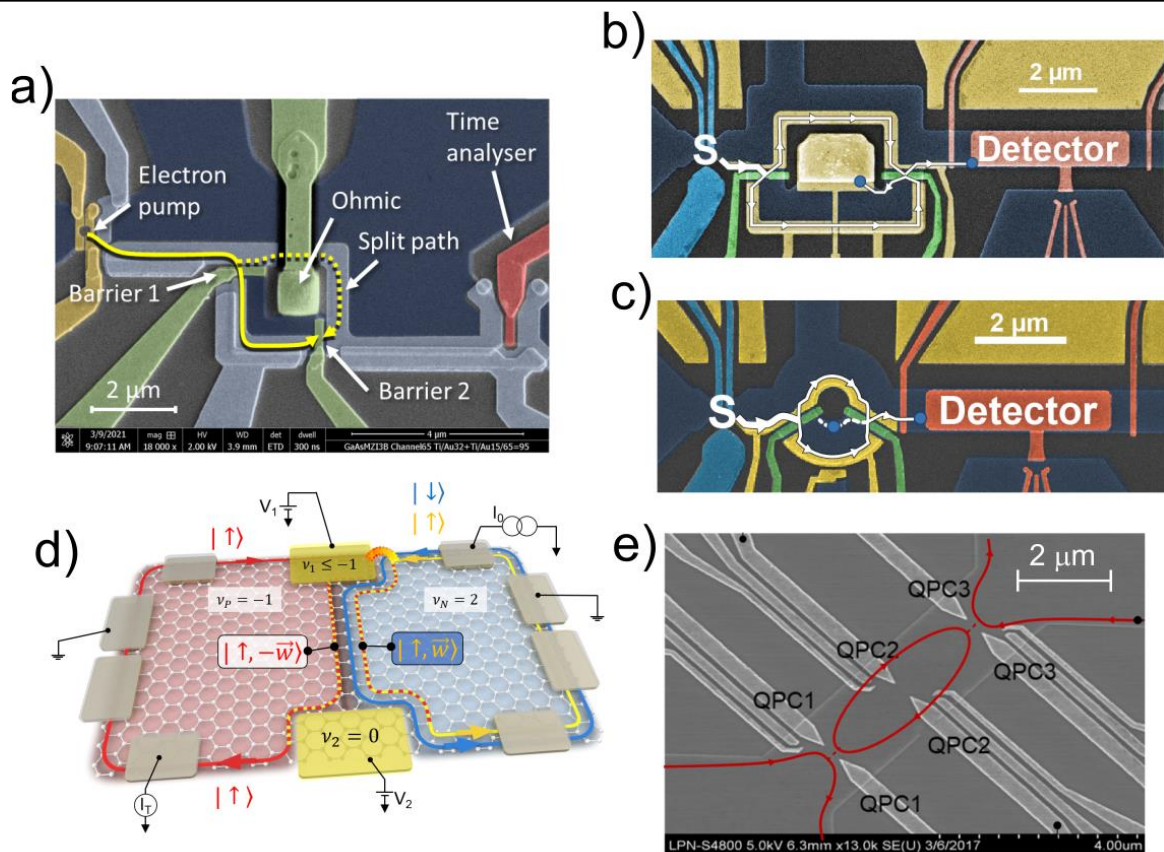 a)
Time
analyser
Electron
pump
Ohmic
Split path
Barrier 1
Barrier 2
2 μm
3/9/2021
9:07:11 AM
mag
18 000 x
HV
2.00 kV
WD
3.9 mm
det
ETD
dwell
300 ns
4 μm
GaAsMZI3B Channel65 Ti/Au32+Ti/Au15/65=95
b)
2 μm
S
Detector
c)
2 μm
S
Detector
d)
V₁
| ↓⟩
| ↑⟩
I₀
| ↑⟩
ν₁ ≤ −1
ν_P = −1
ν_N = 2
| ↑, −w⃗⟩
| ↑, w⃗⟩
ν₂ = 0
I_T
| ↑⟩
V₂
e)
2 μm
QPC3
QPC2
QPC3
QPC1
QPC2
QPC1
LPN-S4800 5.0kV 6.3mm x13.0k SE(U) 3/6/2017
4.00um